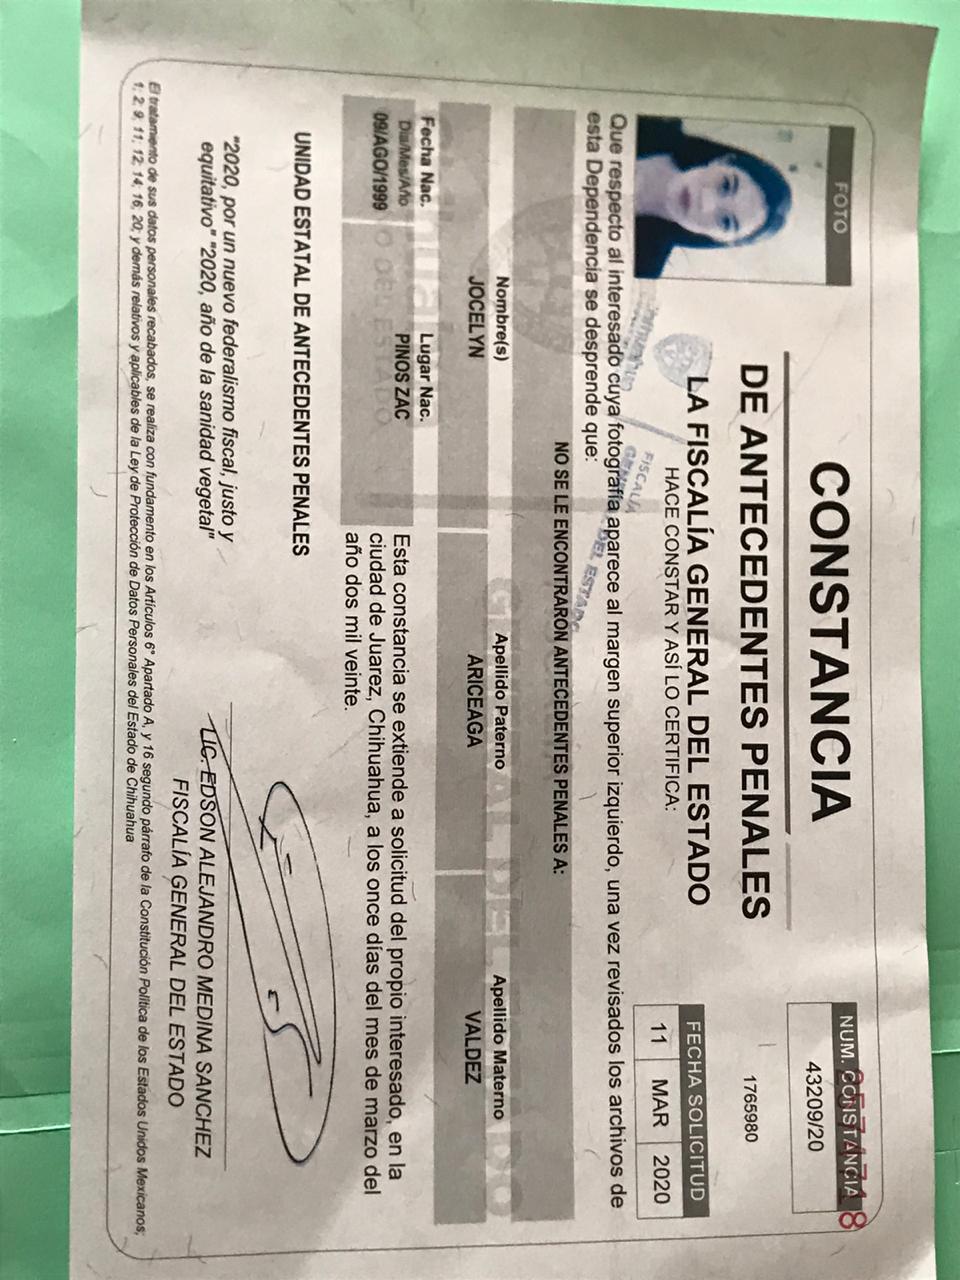 CONSTANCIA
DE ANTECEDENTES PENALES
LA FISCALÍA GENERAL DEL ESTADO
HACE CONSTAR Y ASÍ LO CERTIFICA:
FOTO
NUM. CONSTANCIA
43209/20
1765980
FECHA SOLICITUD
11 MAR 2020
FISCALÍA
GENERAL DEL ESTADO
Que respecto al interesado cuya fotografía aparece al margen superior izquierdo, una vez revisados los archivos de
esta Dependencia se desprende que:
NO SE LE ENCONTRARON ANTECEDENTES PENALES A:
Nombre(s) Apellido Paterno Apellido Materno
JOCELYN ARICEAGA VALDEZ
Fecha Nac. Lugar Nac.
Dia/Mes/Año
09/AGO/1999 PINOS ZAC
Esta constancia se extiende a solicitud del propio interesado, en la
ciudad de Juarez, Chihuahua, a los once días del mes de marzo del
año dos mil veinte.
UNIDAD ESTATAL DE ANTECEDENTES PENALES
"2020, por un nuevo federalismo fiscal, justo y
equitativo" "2020, año de la sanidad vegetal"
LIC. EDSON ALEJANDRO MEDINA SANCHEZ
FISCALÍA GENERAL DEL ESTADO
El tratamiento de sus datos personales recabados, se realiza con fundamento en los Artículos 6° Apartado A, y 16 segundo párrafo de la Constitución Política de los Estados Unidos Mexicanos;
1; 2; 9, 11; 12; 14, 16, 20; y demás relativos y aplicables de la Ley de Protección de Datos Personales del Estado de Chihuahua